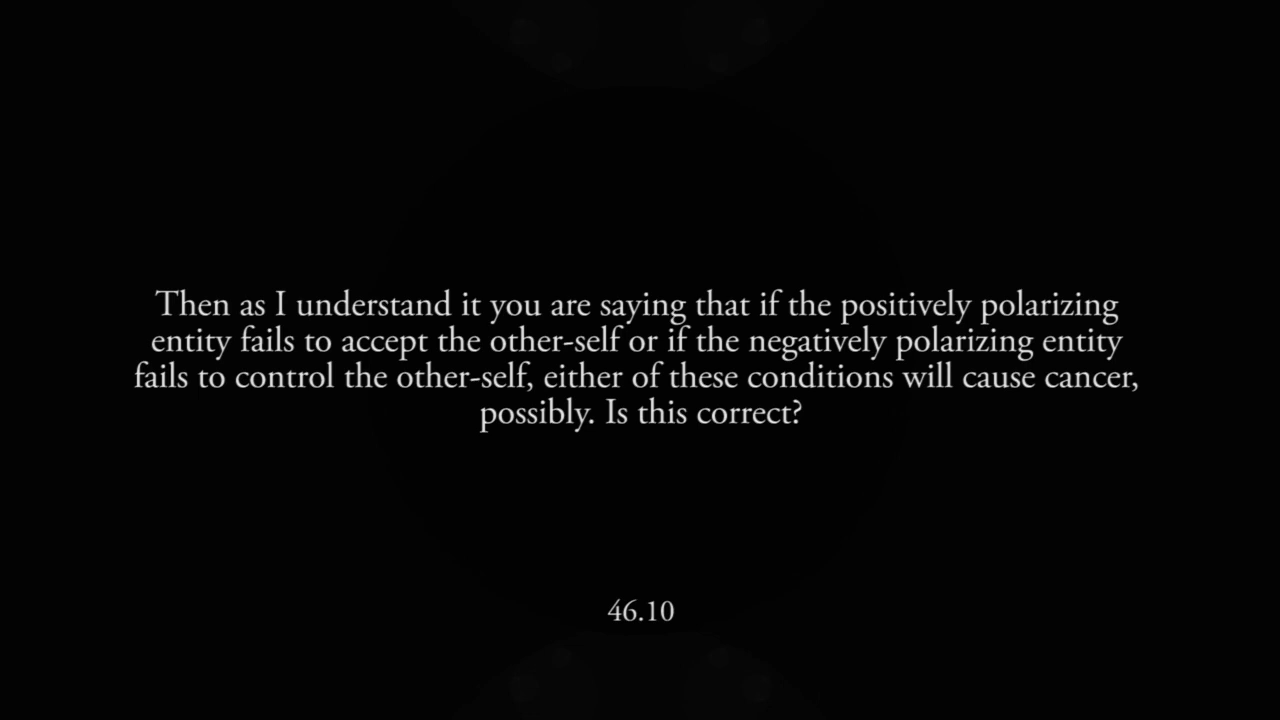 Then as I understand it you are saying that if the positively polarizing
entity fails to accept the other-self or if the negatively polarizing entity
fails to control the other-self, either of these conditions will cause cancer,
possibly. Is this correct?
46.10